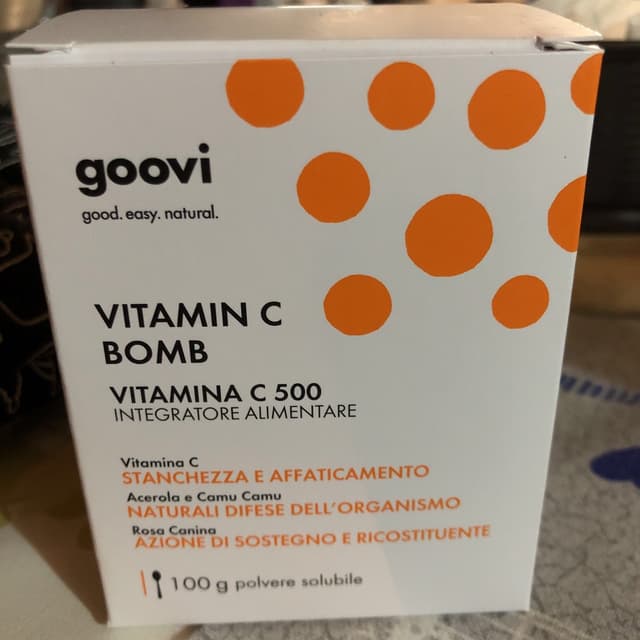 goovi
good. easy. natural.
VITAMIN C
BOMB
VITAMINA C 500
INTEGRATORE ALIMENTARE
Vitamina C
STANCHEZZA E AFFATICAMENTO
Acerola e Camu Camu
NATURALI DIFESE DELL'ORGANISMO
Rosa Canina
AZIONE DI SOSTEGNO E RICOSTITUENTE
100 g polvere solubile